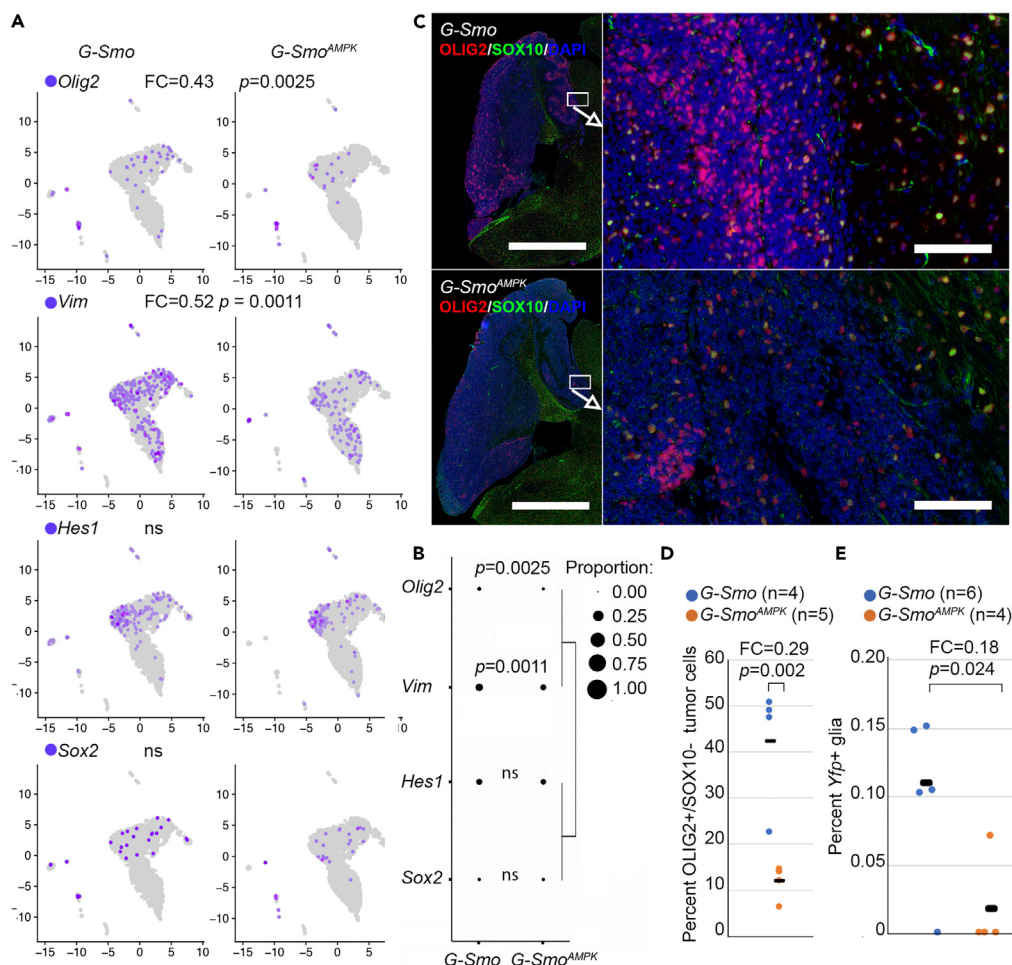 A
G-Smo G-Smo^AMPK
Olig2 FC=0.43 p=0.0025
10
5
0
−5
−10
−15 −10 −5 0 5 10
−15 −10 −5 0 5 10
Vim FC=0.52 p = 0.0011
10
5
0
−5
-.10
−15 −10 −5 0 5 10
−15 −10 −5 0 5 10
Hes1 ns
10
5
0
−5
-.10
−15 −10 −5 0 5 10
−15 −10 −5 0 5 10
Sox2 ns
10
5
0
−5
−10
−15 −10 −5 0 5 10
−15 −10 −5 0 5 10
B
Olig2 p=0.0025
Vim p=0.0011
Hes1 ns
Sox2 ns
G-Smo G-Smo^AMPK
Proportion:
0.00
0.25
0.50
0.75
1.00
C
G-Smo
OLIG2/SOX10/DAPI
G-Smo^AMPK
OLIG2/SOX10/DAPI
D
G-Smo (n=4)
G-Smo^AMPK (n=5)
FC=0.29
p=0.002
Percent OLIG2+/SOX10- tumor cells
60
50
40
30
20
10
0
E
G-Smo (n=6)
G-Smo^AMPK (n=4)
FC=0.18
p=0.024
Percent Yfp+ glia
0.15
0.10
0.05
0.00